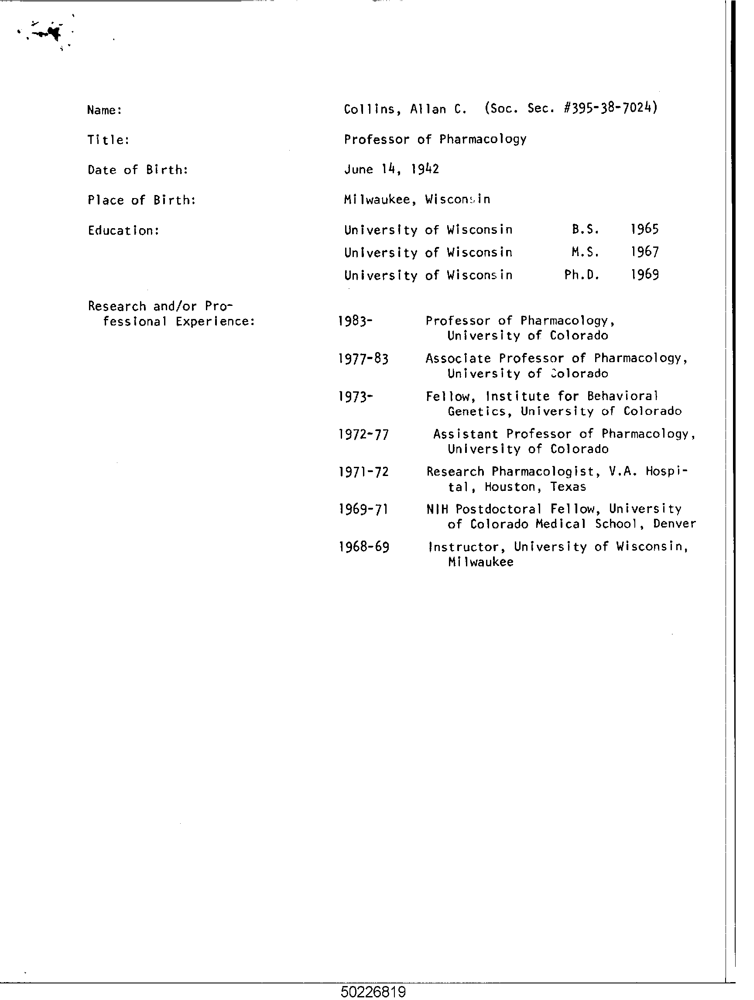 Name: Collins, Allan C. (Soc. Sec. #395-38-7024)
Title: Professor of Pharmacology
Date of Birth: June 14, 1942
Place of Birth: Milwaukee, Wisconsin
Education: University of Wisconsin B.S. 1965
University of Wisconsin M.S. 1967
University of Wisconsin Ph.D. 1969
Research and/or Pro-
fessional Experience: 1983- Professor of Pharmacology,
University of Colorado
1977-83 Associate Professor of Pharmacology,
University of Colorado
1973- Fellow, Institute for Behavioral
Genetics, University of Colorado
1972-77 Assistant Professor of Pharmacology,
University of Colorado
1971-72 Research Pharmacologist, V.A. Hospi-
tal, Houston, Texas
1969-71 NIH Postdoctoral Fellow, University
of Colorado Medical School, Denver
1968-69 Instructor, University of Wisconsin,
Milwaukee
50226819